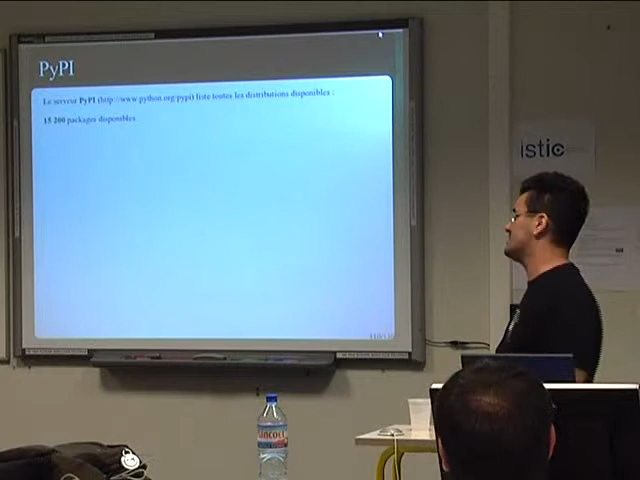 PyPI
Le serveur PyPI (http://www.python.org/pypi) liste toutes les distributions disponibles :
15 200 packages disponibles
istic